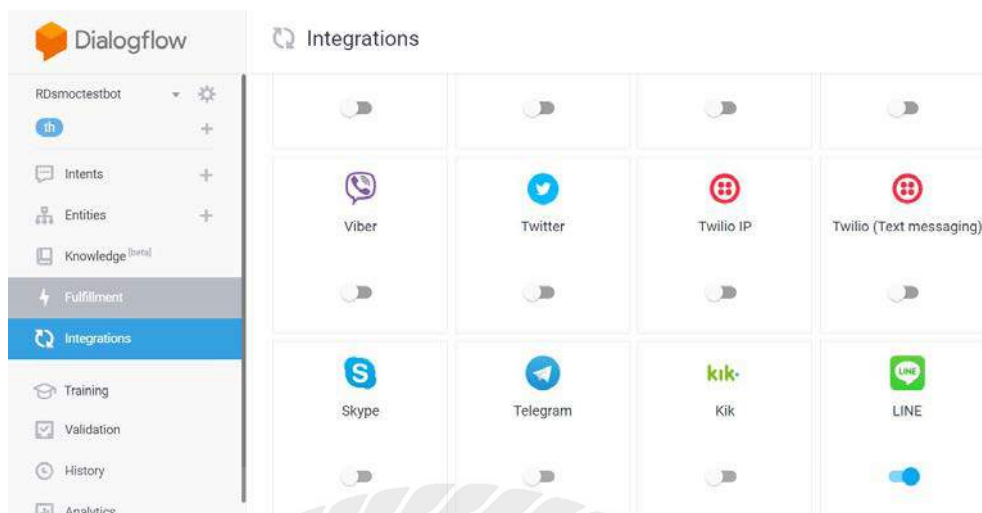 Dialogflow
Integrations
RDsmoctestbot
th
Intents
Entities
Knowledge [beta]
Fulfillment
Integrations
Training
Validation
History
Analytics
Viber
Twitter
Twilio IP
Twilio (Text messaging)
Skype
Telegram
kik·
Kik
LINE
LINE